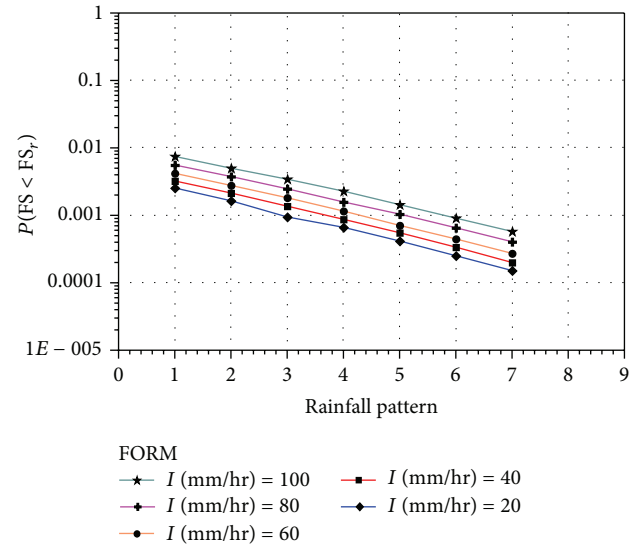 1
0.1
0.01
0.001
0.0001
1E − 005
P(FS < FSr)
0 1 2 3 4 5 6 7 8 9
Rainfall pattern
FORM
I (mm/hr) = 100
I (mm/hr) = 80
I (mm/hr) = 60
I (mm/hr) = 40
I (mm/hr) = 20